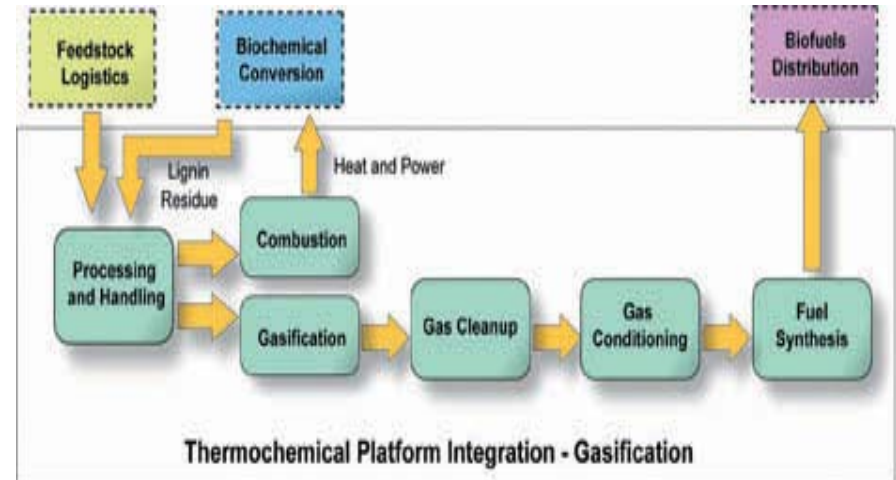 Feedstock
Logistics
Biochemical
Conversion
Biofuels
Distribution
Lignin
Residue
Heat and Power
Processing
and Handling
Combustion
Gasification
Gas Cleanup
Gas
Conditioning
Fuel
Synthesis
Thermochemical Platform Integration - Gasification